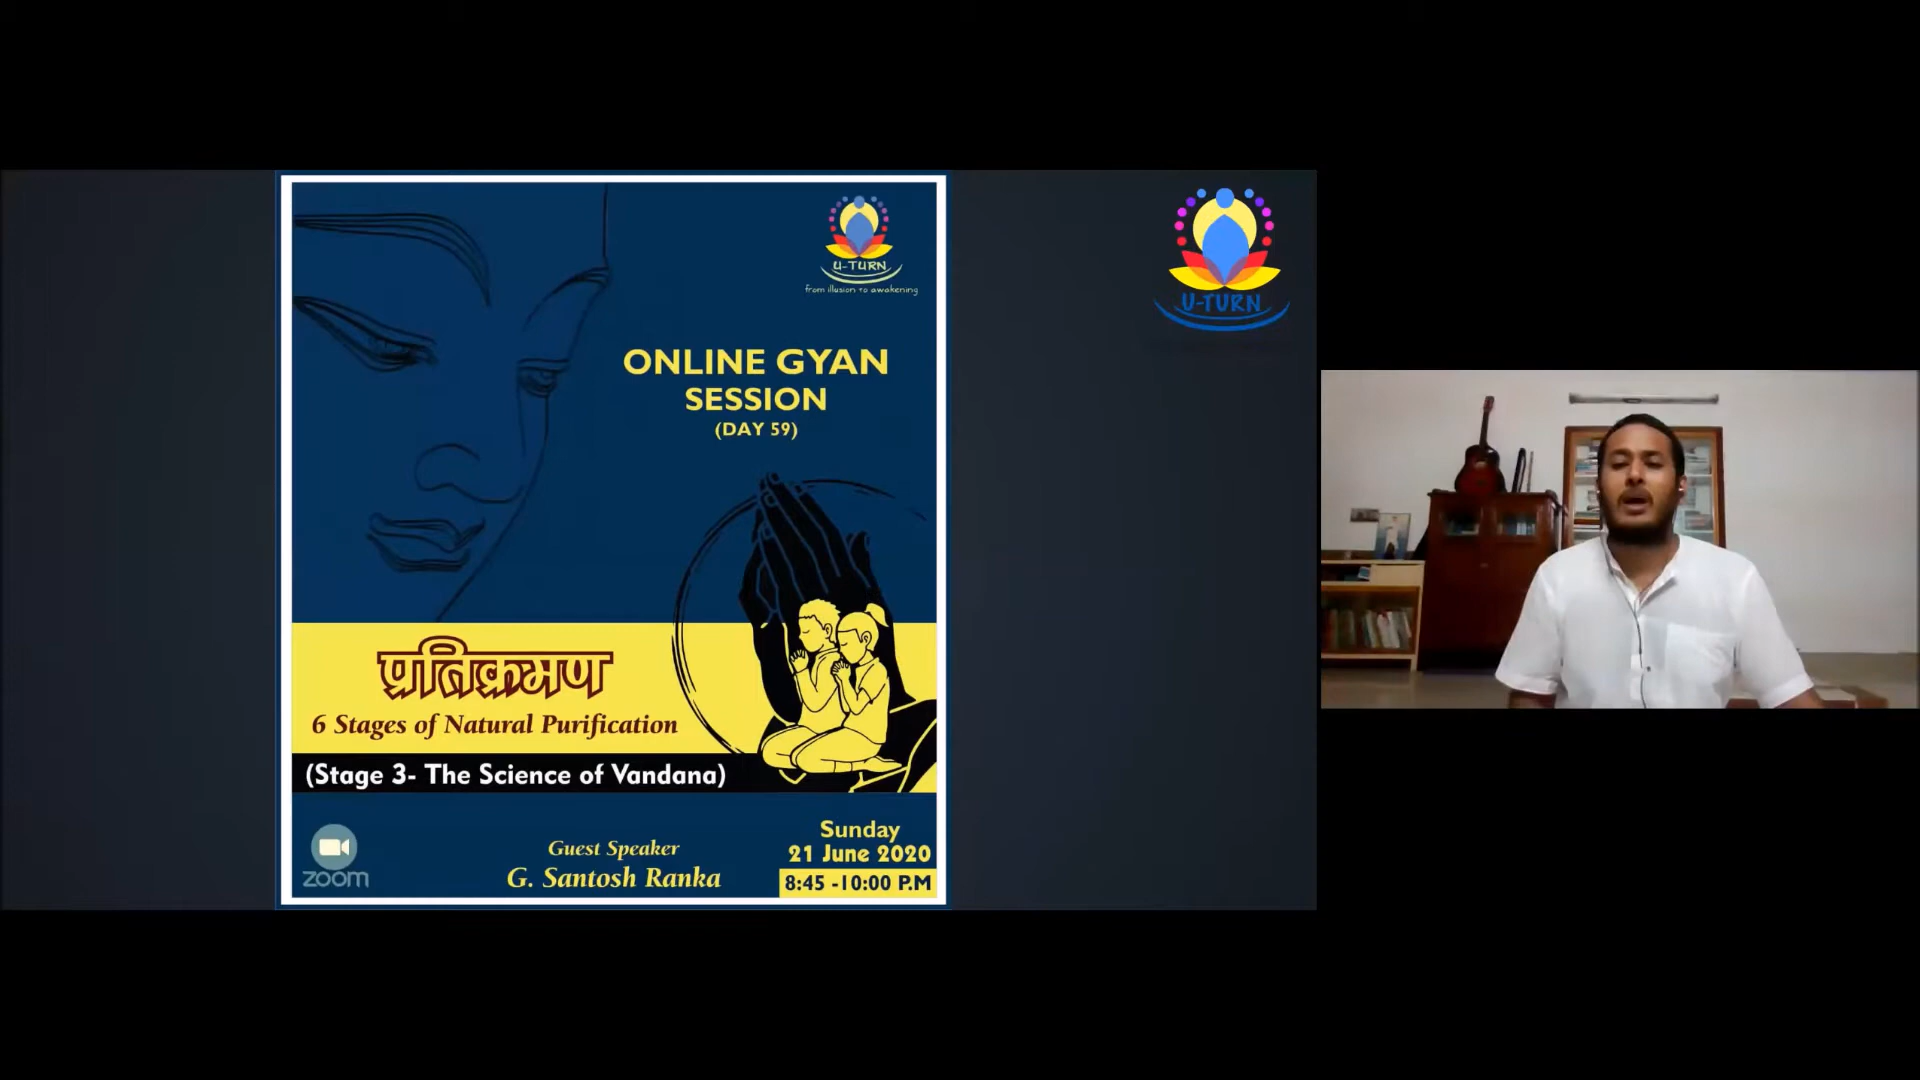 U-TURN
from illusion to awakening
ONLINE GYAN
SESSION
(DAY 59)
प्रतिक्रमण
6 Stages of Natural Purification
(Stage 3- The Science of Vandana)
zoom
Guest Speaker
G. Santosh Ranka
Sunday
21 June 2020
8:45 -10:00 P.M
U-TURN